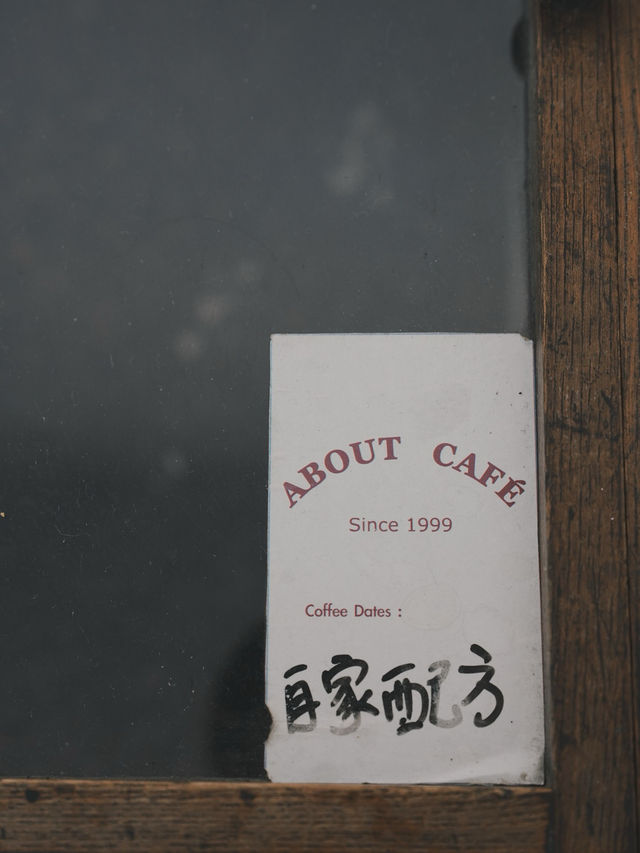 ABOUT CAFÉ
Since 1999
Coffee Dates :
自家配方